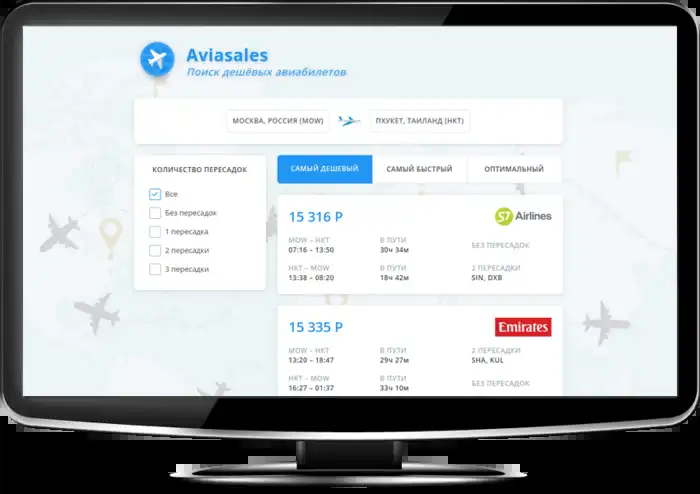 Aviasales
Поиск дешёвых авиабилетов
МОСКВА, РОССИЯ (MOW) ПХУКЕТ, ТАИЛАНД (HKT)
КОЛИЧЕСТВО ПЕРЕСАДОК
Все
Без пересадок
1 пересадка
2 пересадки
3 пересадки
САМЫЙ ДЕШЕВЫЙ САМЫЙ БЫСТРЫЙ ОПТИМАЛЬНЫЙ
15 316 Р S7 Airlines
MOW – HKT В ПУТИ БЕЗ ПЕРЕСАДОК
07:16 – 13:50 30ч 34м
HKT – MOW В ПУТИ 2 ПЕРЕСАДКИ
13:38 – 08:20 18ч 42м SIN, DXB
15 335 Р Emirates
MOW – HKT В ПУТИ 2 ПЕРЕСАДКИ
13:20 – 18:47 29ч 27м SHA, KUL
HKT – MOW В ПУТИ БЕЗ ПЕРЕСАДОК
16:27 – 01:37 33ч 10м